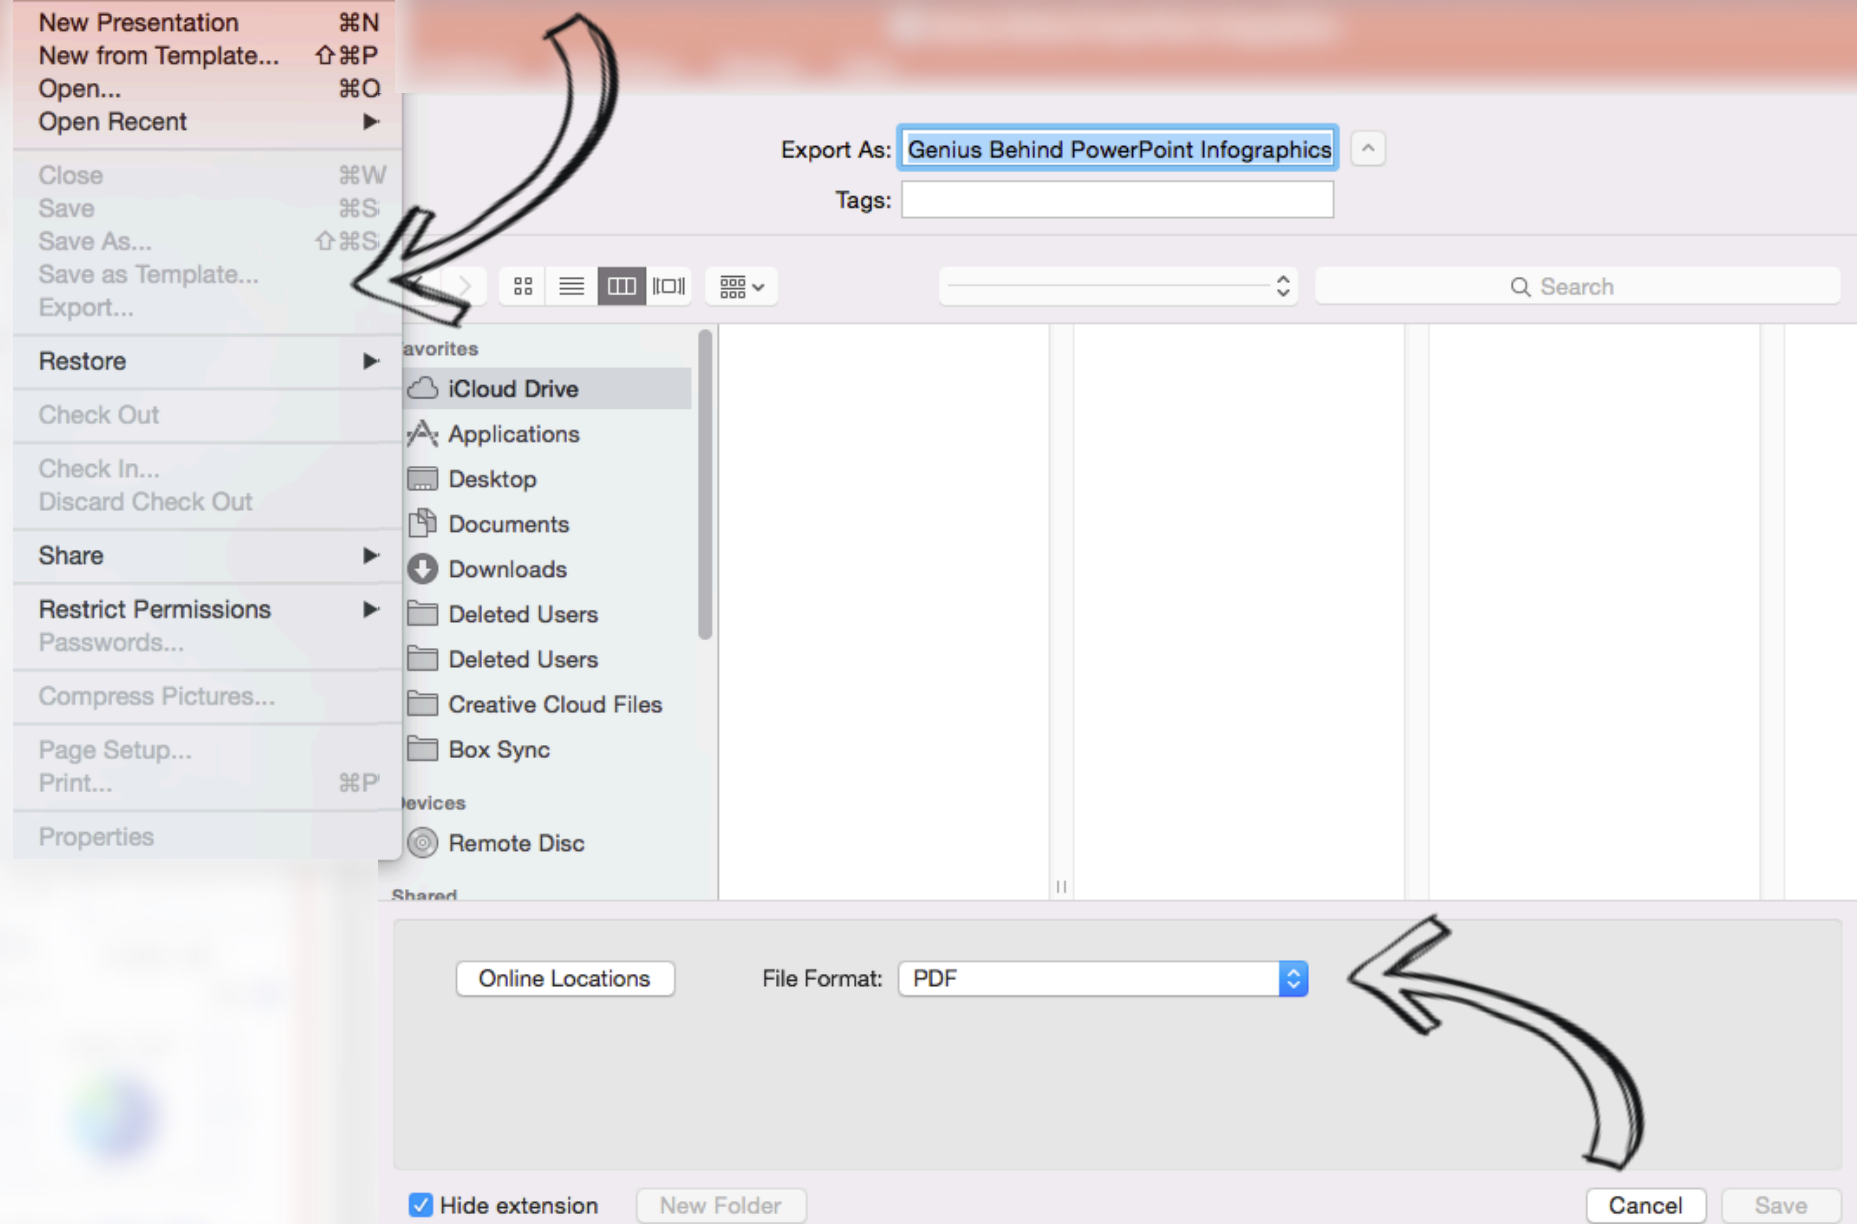 New Presentation ⌘N
New from Template... ⇧⌘P
Open... ⌘O
Open Recent ▶
Close ⌘W
Save ⌘S
Save As... ⇧⌘S
Save as Template...
Export...
Restore ▶
Check Out
Check In...
Discard Check Out
Share ▶
Restrict Permissions ▶
Passwords...
Compress Pictures...
Page Setup...
Print... ⌘P
Properties
Export As: Genius Behind PowerPoint Infographics
Tags:
Search
avorites
iCloud Drive
Applications
Desktop
Documents
Downloads
Deleted Users
Deleted Users
Creative Cloud Files
Box Sync
evices
Remote Disc
Shared
Online Locations
File Format: PDF
Hide extension
New Folder
Cancel
Save